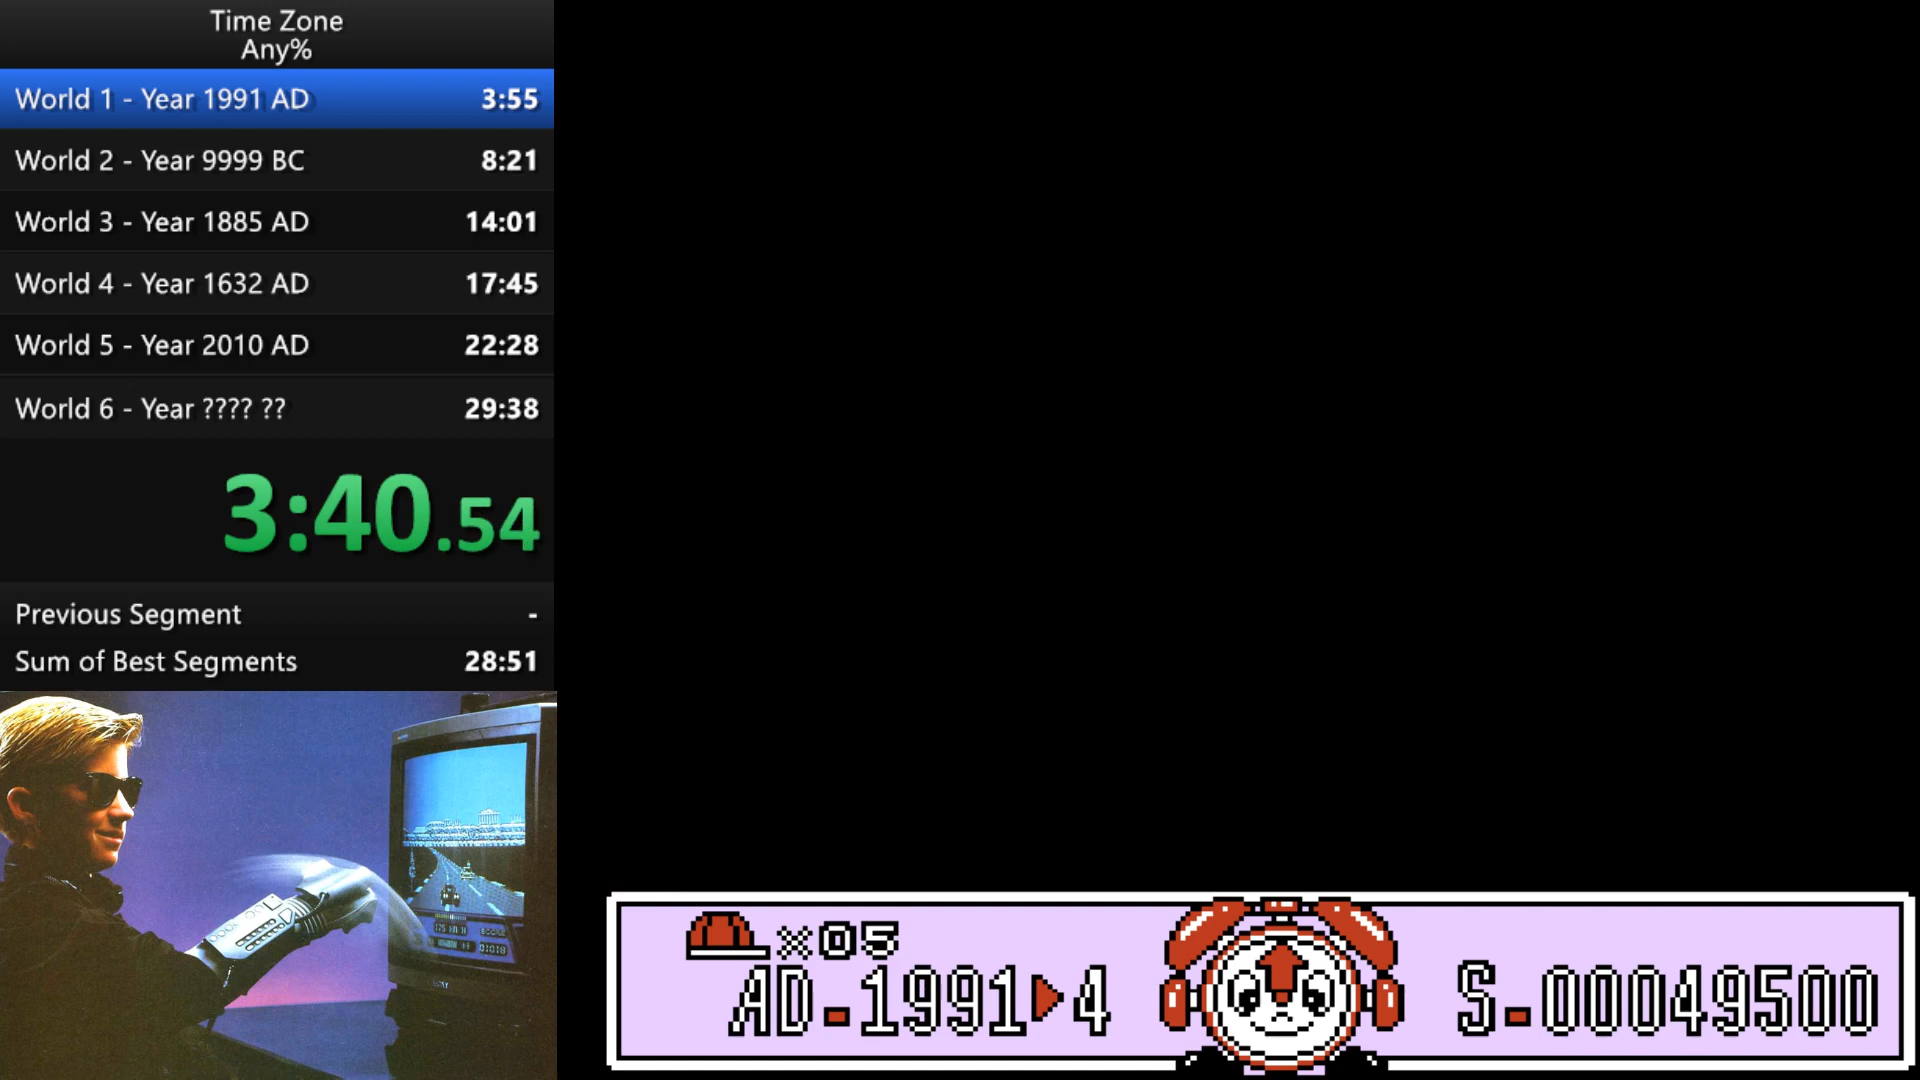 Time Zone
Any%
World 1 - Year 1991 AD 3:55
World 2 - Year 9999 BC 8:21
World 3 - Year 1885 AD 14:01
World 4 - Year 1632 AD 17:45
World 5 - Year 2010 AD 22:28
World 6 - Year ???? ?? 29:38
3:40.54
Previous Segment -
Sum of Best Segments 28:51
x05
AD-1991▶4
S-00049500